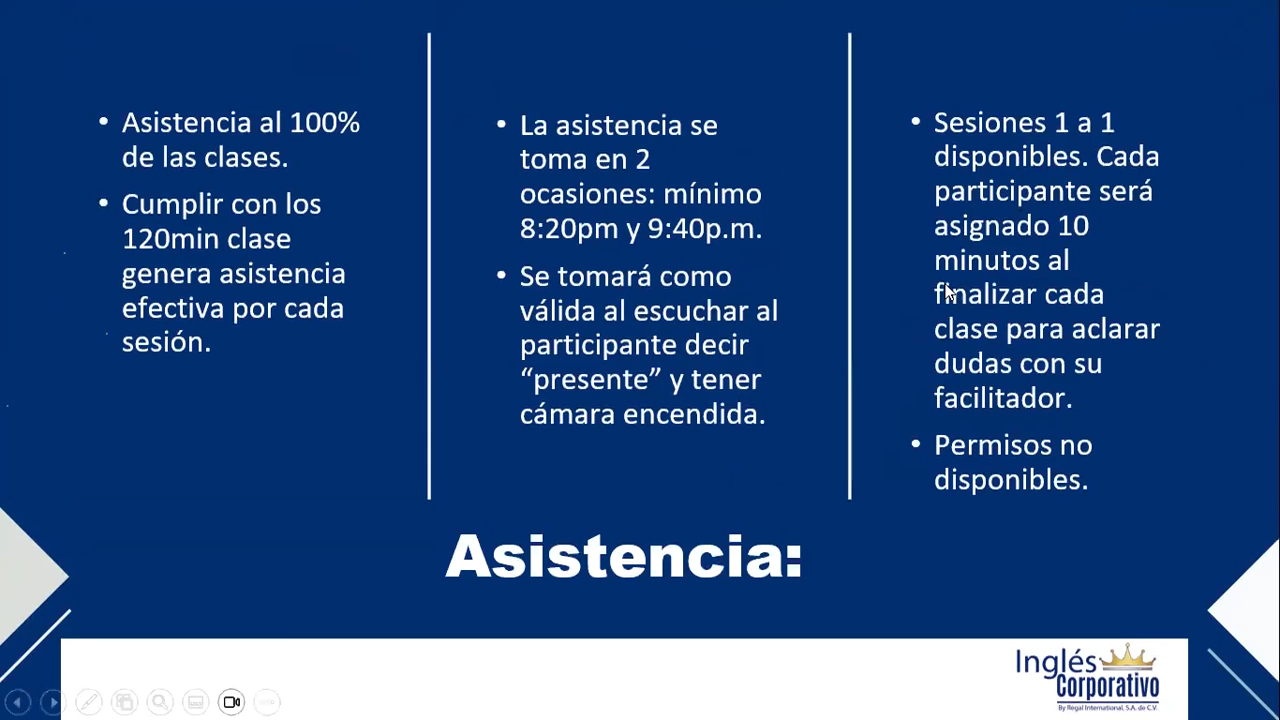 • Asistencia al 100%
de las clases.
• Cumplir con los
120min clase
genera asistencia
efectiva por cada
sesión.
• La asistencia se
toma en 2
ocasiones: mínimo
8:20pm y 9:40p.m.
• Se tomará como
válida al escuchar al
participante decir
“presente” y tener
cámara encendida.
• Sesiones 1 a 1
disponibles. Cada
participante será
asignado 10
minutos al
finalizar cada
clase para aclarar
dudas con su
facilitador.
• Permisos no
disponibles.
Asistencia:
Inglés
Corporativo
By Regal International, S.A. de C.V.